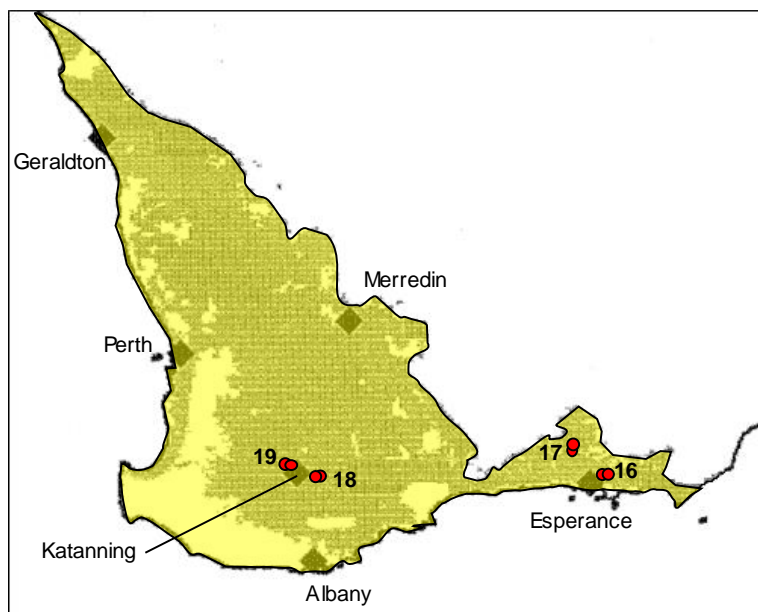 Geraldton
Merredin
Perth
17
16
19
18
Esperance
Katanning
Albany